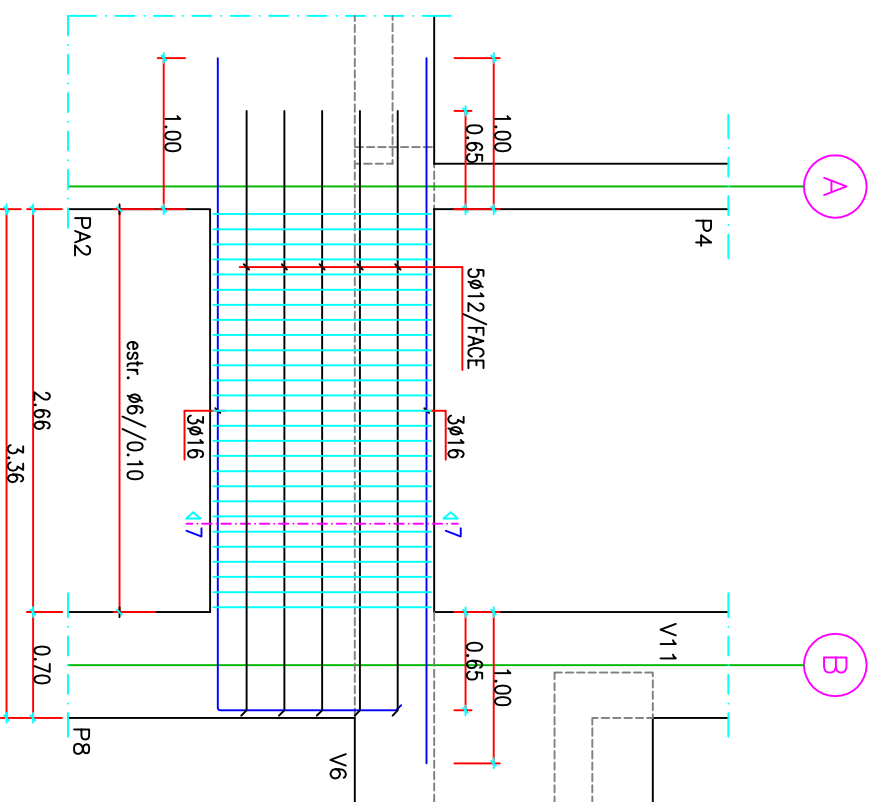 A
P4
1.00
0.65
1.00
PA2
5ø12/FACE
estr. ø6//0.10
3ø16
3ø16
2.66
3.36
7
7
V11
B
0.65
1.00
0.70
P8
V6